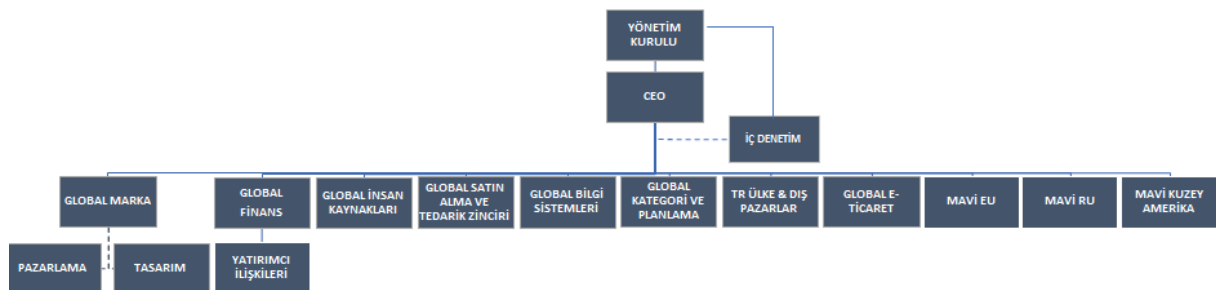 YÖNETİM
KURULU
CEO
İÇ DENETİM
GLOBAL MARKA
GLOBAL
FİNANS
GLOBAL İNSAN
KAYNAKLARI
GLOBAL SATIN
ALMA VE
TEDARİK ZİNCİRİ
GLOBAL BİLGİ
SİSTEMLERİ
GLOBAL
KATEGORİ VE
PLANLAMA
TR ÜLKE & DIŞ
PAZARLAR
GLOBAL E-
TİCARET
MAVİ EU
MAVİ RU
MAVİ KUZEY
AMERİKA
PAZARLAMA
TASARIM
YATIRIMCI
İLİŞKİLERİ